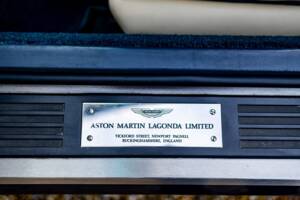 ASTON MARTIN LAGONDA LIMITED
TICKFORD STREET, NEWPORT PAGNELL
BUCKINGHAMSHIRE, ENGLAND